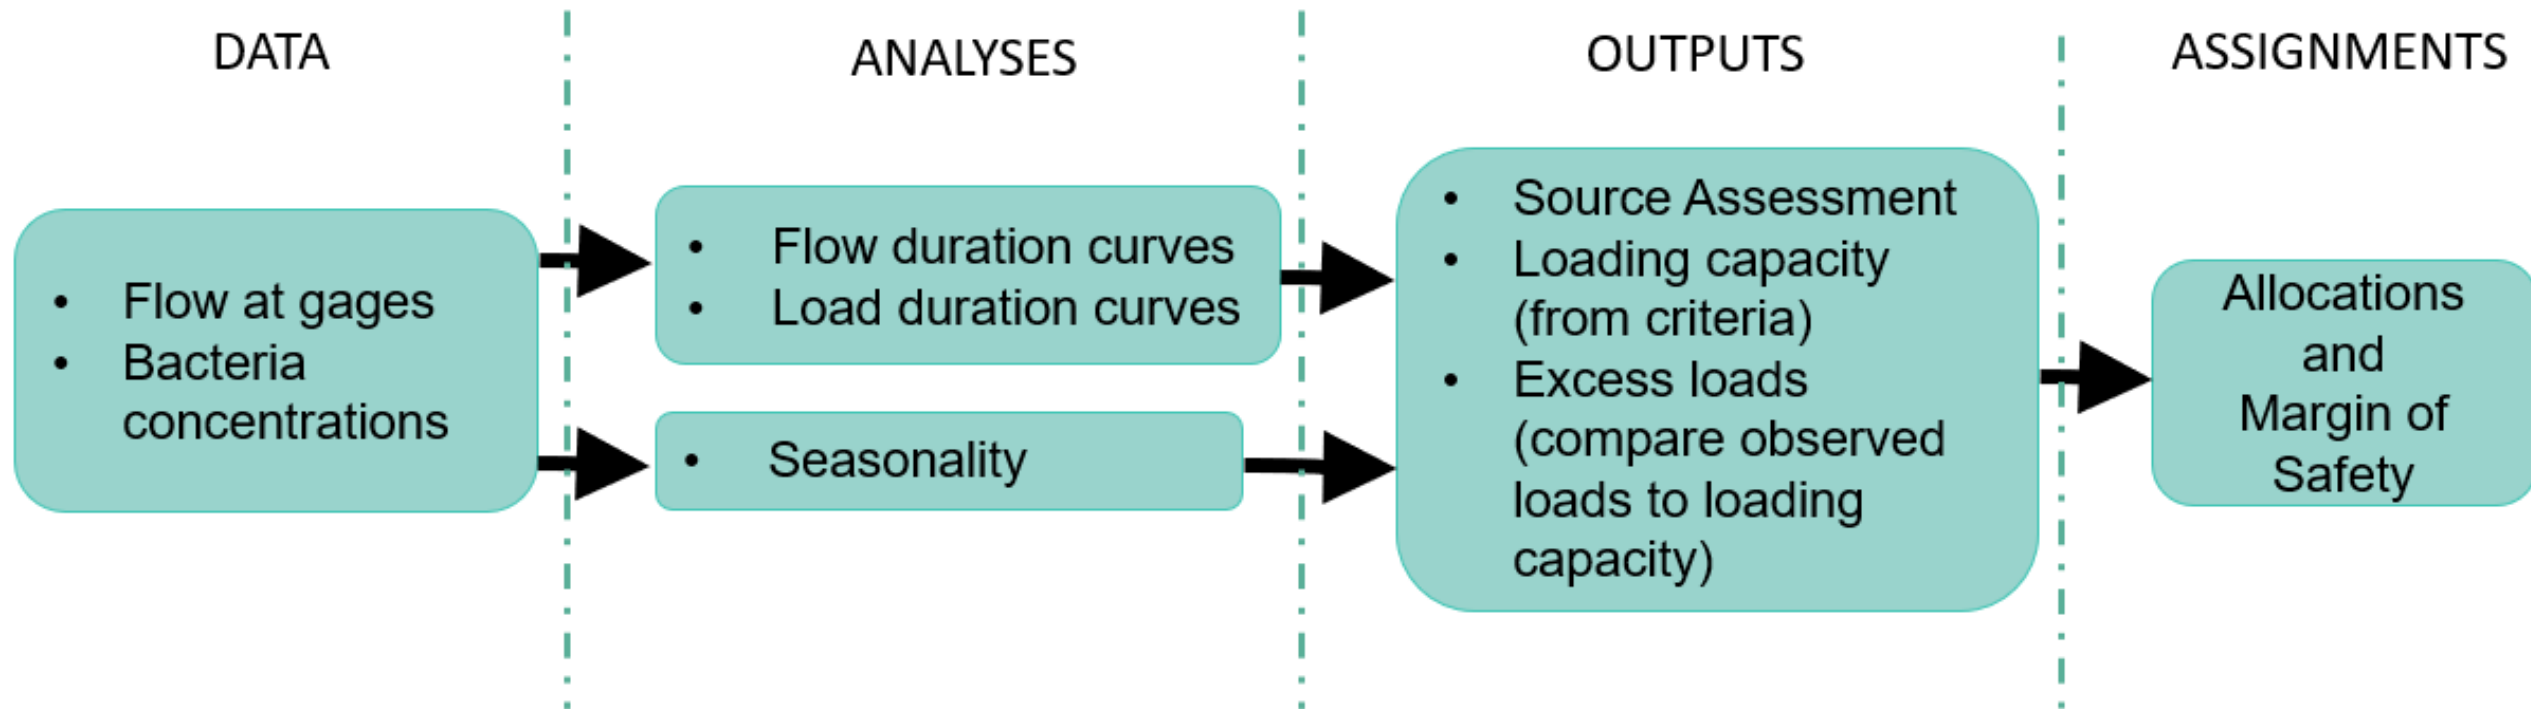 DATA
• Flow at gages
• Bacteria
concentrations
ANALYSES
• Flow duration curves
• Load duration curves
• Seasonality
OUTPUTS
• Source Assessment
• Loading capacity
(from criteria)
• Excess loads
(compare observed
loads to loading
capacity)
ASSIGNMENTS
Allocations
and
Margin of
Safety